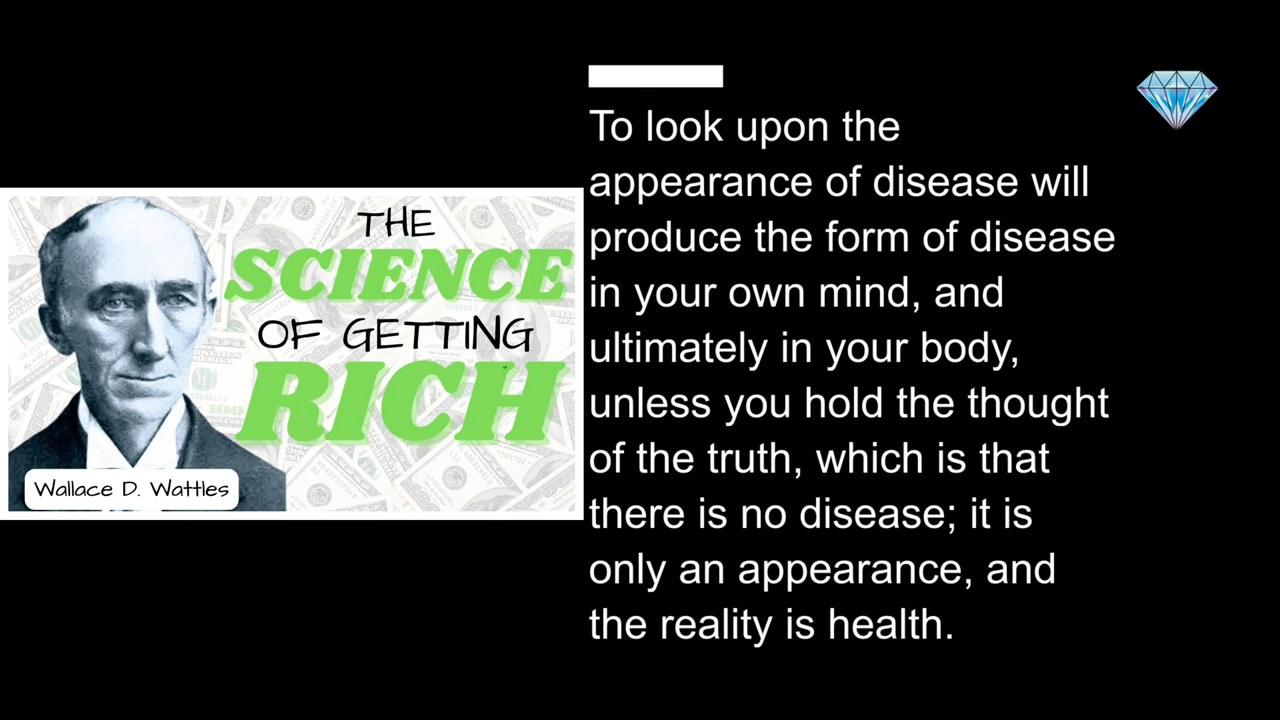 THE
SCIENCE
OF GETTING
RICH
Wallace D. Wattles
To look upon the
appearance of disease will
produce the form of disease
in your own mind, and
ultimately in your body,
unless you hold the thought
of the truth, which is that
there is no disease; it is
only an appearance, and
the reality is health.